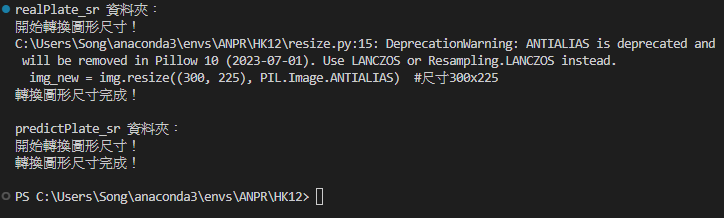 realPlate_sr 資料夾：
開始轉換圖形尺寸！
C:\Users\Song\anaconda3\envs\ANPR\HK12\resize.py:15: DeprecationWarning: ANTIALIAS is deprecated and
 will be removed in Pillow 10 (2023-07-01). Use LANCZOS or Resampling.LANCZOS instead.
  img_new = img.resize((300, 225), PIL.Image.ANTIALIAS)  #尺寸300x225
轉換圖形尺寸完成！

predictPlate_sr 資料夾：
開始轉換圖形尺寸！
轉換圖形尺寸完成！

PS C:\Users\Song\anaconda3\envs\ANPR\HK12>